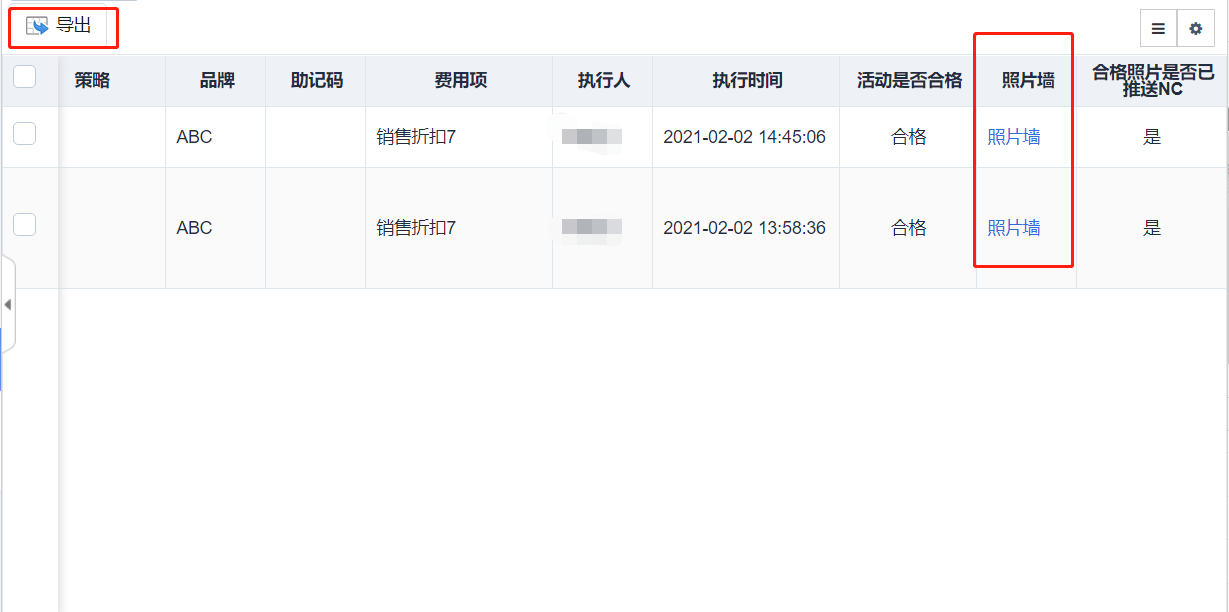 导出
策略 品牌 助记码 费用项 执行人 执行时间 活动是否合格 照片墙 合格照片是否已
推送NC
ABC 销售折扣7 2021-02-02 14:45:06 合格 照片墙 是
ABC 销售折扣7 2021-02-02 13:58:36 合格 照片墙 是